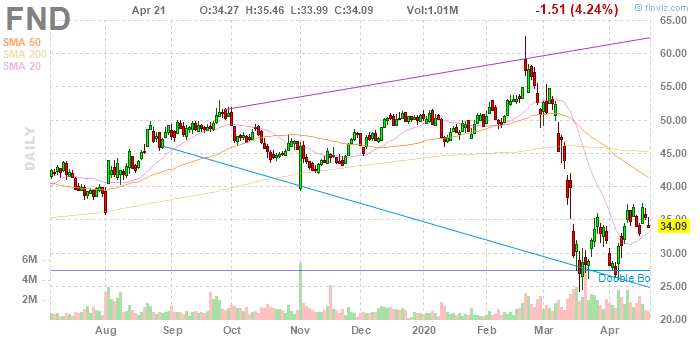 FND
Apr 21 O:34.27 H:35.46 L:33.99 C:34.09 Vol:1.01M
-1.51 (4.24%)
© finviz.com
SMA 50
SMA 200
SMA 20
DAILY
65.00
60.00
55.00
50.00
45.00
40.00
35.00
34.09
30.00
25.00
20.00
6M
4M
2M
Double Bo
Aug Sep Oct Nov Dec 2020 Feb Mar Apr